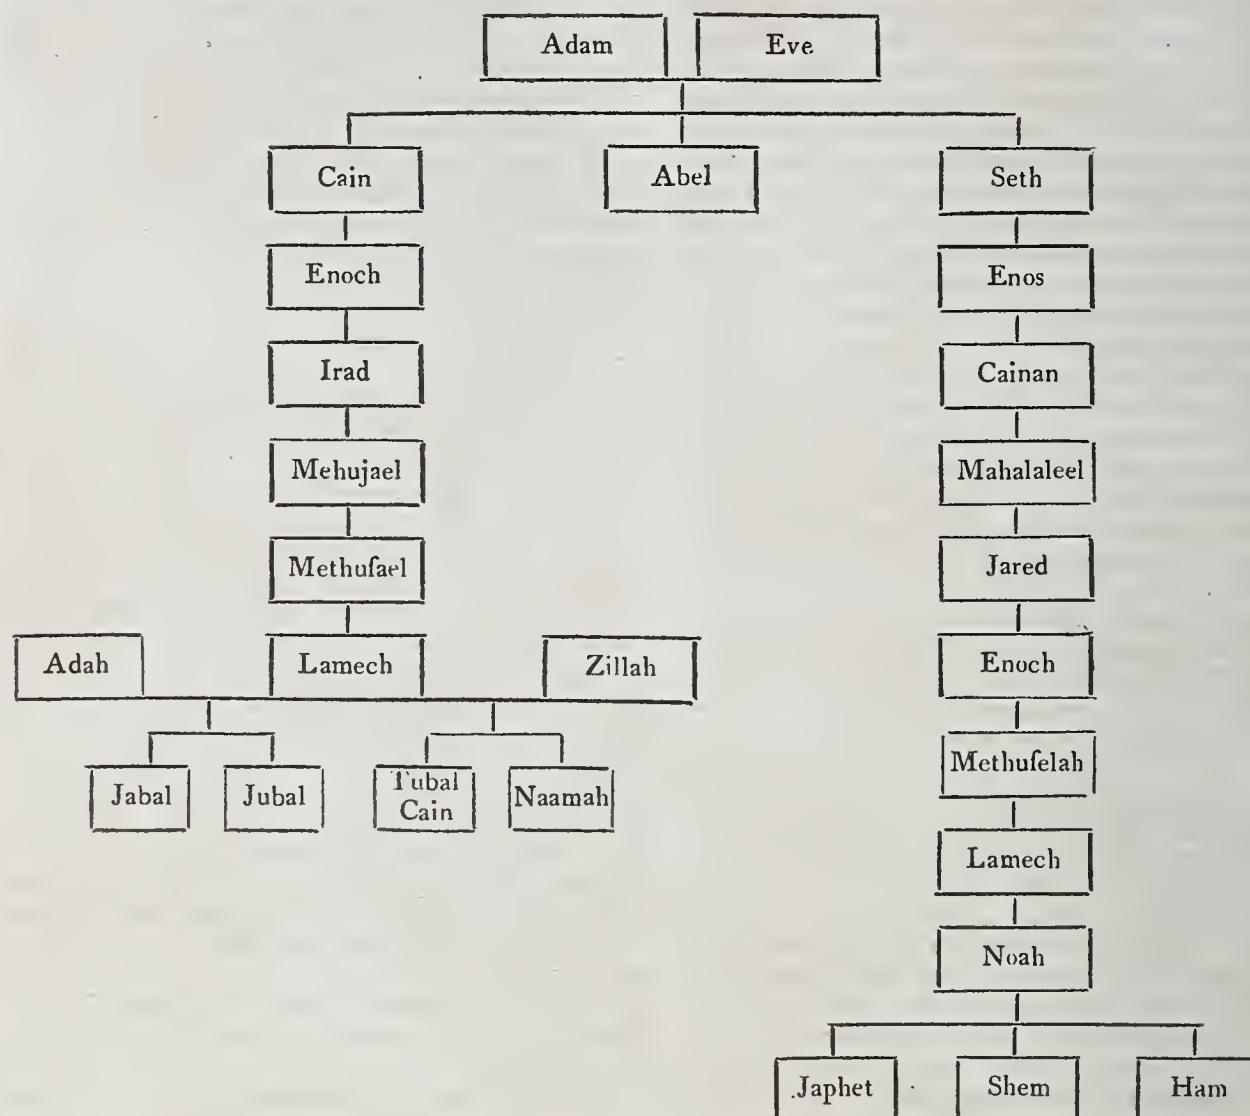 Adam
Eve
Cain
Abel
Seth
Enoch
Enos
Irad
Cainan
Mehujael
Mahalaleel
Methuſael
Jared
Adah
Lamech
Zillah
Enoch
Jabal
Jubal
Tubal
Cain
Naamah
Methuſelah
Lamech
Noah
Japhet
Shem
Ham